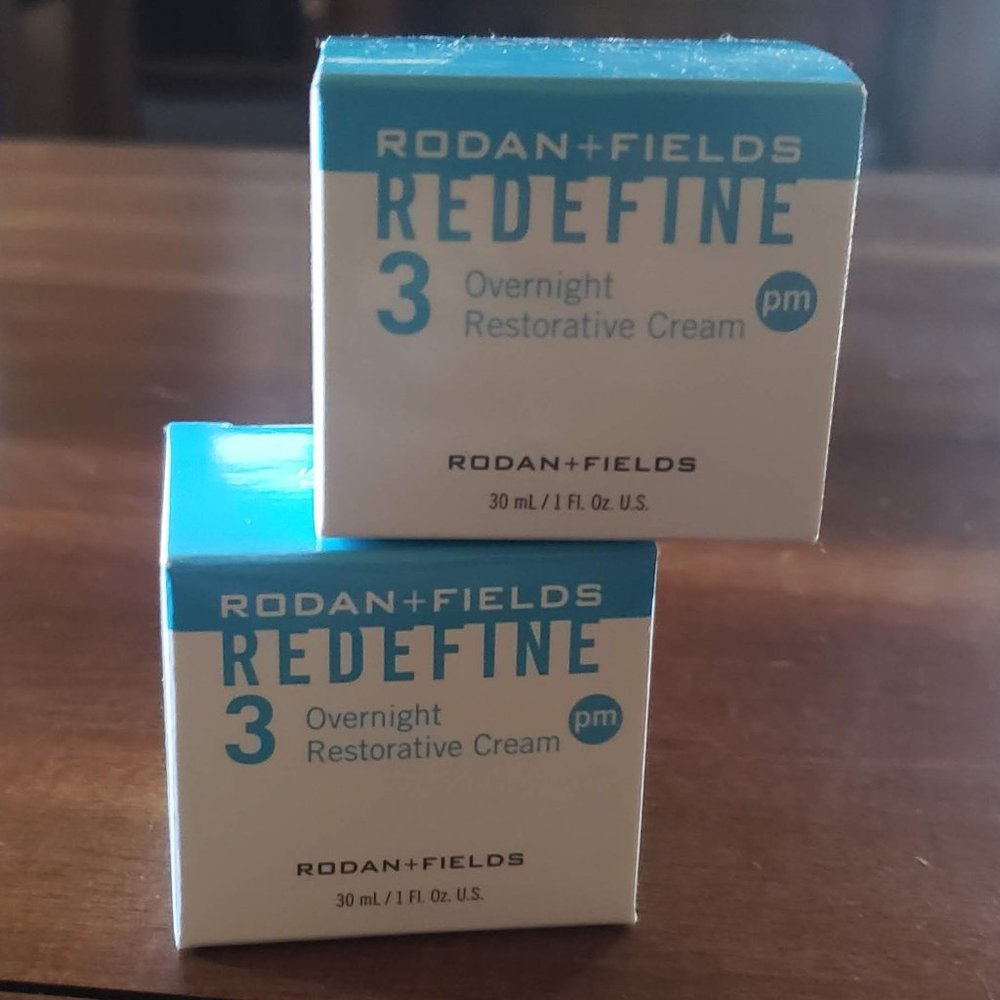 RODAN+FIELDS
REDEFINE
3 Overnight
Restorative Cream
pm
RODAN+FIELDS
30 mL / 1 Fl. Oz. U.S.
RODAN+FIELDS
REDEFINE
3 Overnight
Restorative Cream
pm
RODAN+FIELDS
30 mL / 1 Fl. Oz. U.S.